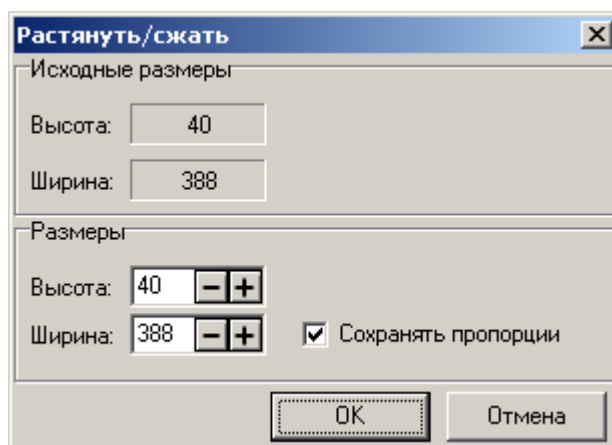 Растянуть/сжать
Исходные размеры
Высота: 40
Ширина: 388
Размеры
Высота: 40
Ширина: 388 Сохранять пропорции
OK Отмена